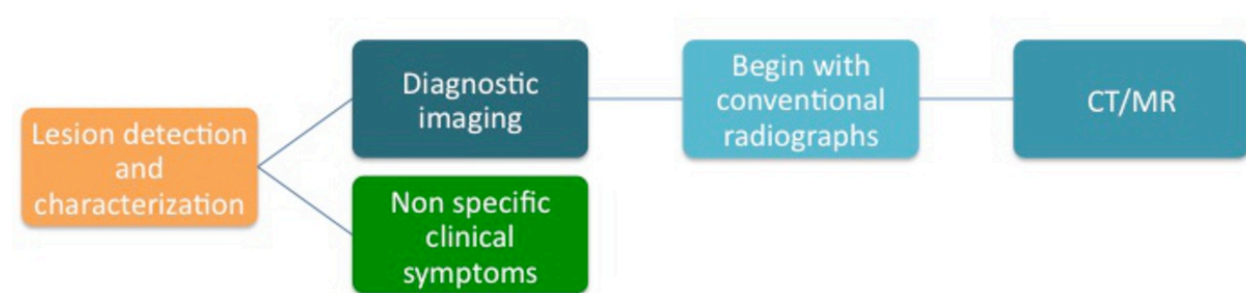 Lesion detection
and
characterization
Diagnostic
imaging
Begin with
conventional
radiographs
CT/MR
Non specific
clinical
symptoms